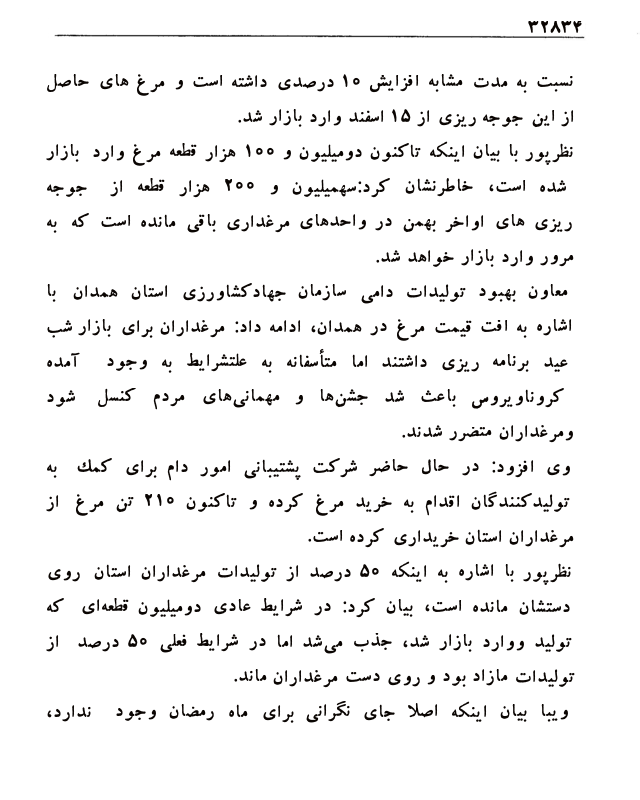 ۳۲۸۳۴
نسبت به مدت مشابه افزایش ۱۰ درصدی داشته است و مرغ های حاصل
از این جوجه ریزی از ۱۵ اسفند وارد بازار شد.
نظرپور با بیان اینکه تاکنون دومیلیون و ۱۰۰ هزار قطعه مرغ وارد بازار
شده است، خاطرنشان کرد:سهمیلیون و ۲۰۰ هزار قطعه از جوجه
ریزی های اواخر بهمن در واحدهای مرغداری باقی مانده است که به
مرور وارد بازار خواهد شد.
معاون بهبود تولیدات دامی سازمان جهادکشاورزی استان همدان با
اشاره به افت قیمت مرغ در همدان، ادامه داد: مرغداران برای بازار شب
عید برنامه ریزی داشتند اما متأسفانه به علتشرایط به وجود آمده
کروناویروس باعث شد جشن‌ها و مهمانی‌های مردم کنسل شود
ومرغداران متضرر شدند.
وی افزود: در حال حاضر شرکت پشتیبانی امور دام برای کمك به
تولیدکنندگان اقدام به خرید مرغ کرده و تاکنون ۲۱۰ تن مرغ از
مرغداران استان خریداری کرده است.
نظرپور با اشاره به اینکه ۵۰ درصد از تولیدات مرغداران استان روی
دستشان مانده است، بیان کرد: در شرایط عادی دومیلیون قطعه‌ای که
تولید ووارد بازار شد، جذب می‌شد اما در شرایط فعلی ۵۰ درصد از
تولیدات مازاد بود و روی دست مرغداران ماند.
ویبا بیان اینکه اصلا جای نگرانی برای ماه رمضان وجود ندارد،